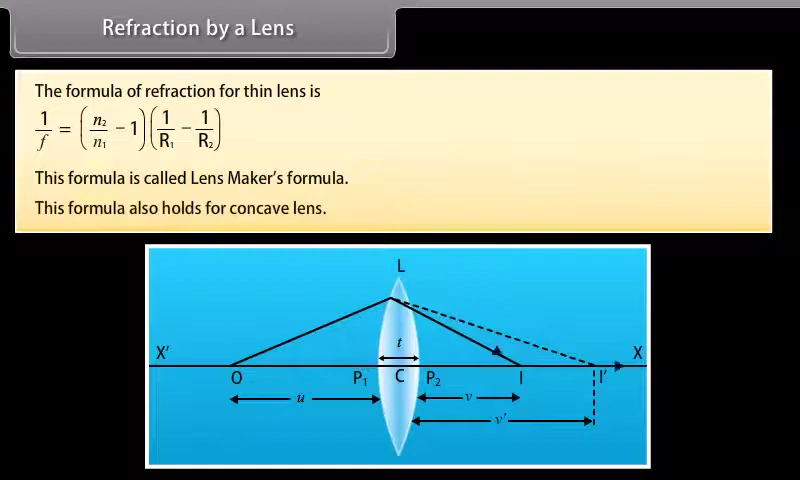 Refraction by a Lens
The formula of refraction for thin lens is
1/f = (n₂/n₁ − 1)(1/R₁ − 1/R₂)
This formula is called Lens Maker's formula.
This formula also holds for concave lens.
L
t
X' X
O P₁ C P₂ I I'
u v
v'